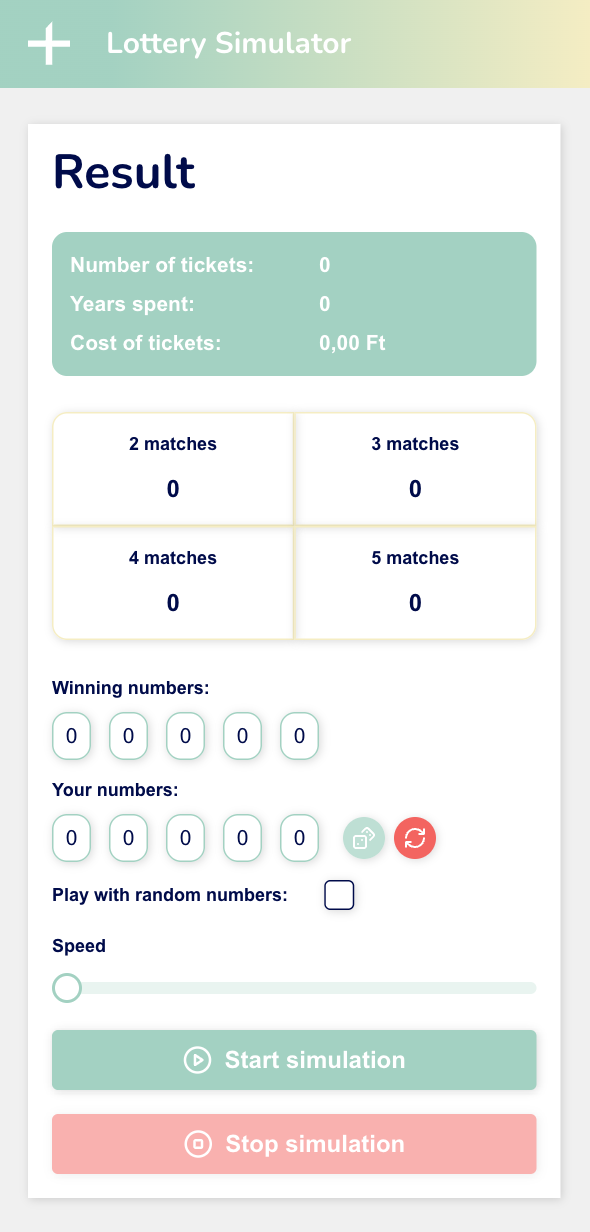 Lottery Simulator
Result
Number of tickets: 0
Years spent: 0
Cost of tickets: 0,00 Ft
2 matches 3 matches
0 0
4 matches 5 matches
0 0
Winning numbers:
0 0 0 0 0
Your numbers:
0 0 0 0 0
Play with random numbers:
Speed
Start simulation
Stop simulation